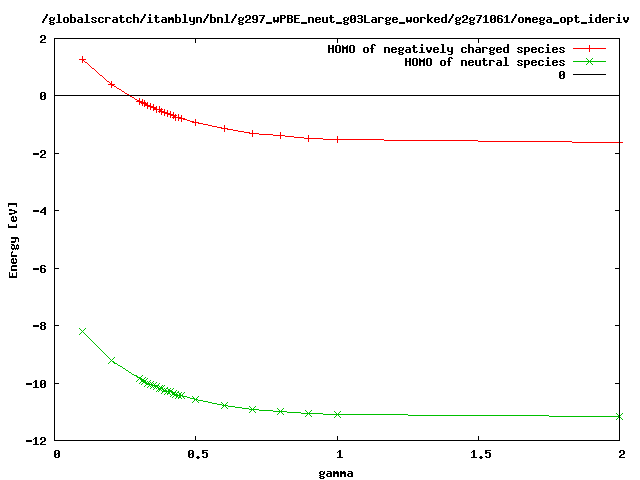 /globalscratch/itamblyn/bnl/g297_wPBE_neut_g03Large_worked/g2g71061/omega_opt_ideriv
HOMO of negatively charged species
HOMO of neutral species
0
2
0
-2
-4
-6
-8
-10
-12
Energy [eV]
0
0.5
1
1.5
2
gamma